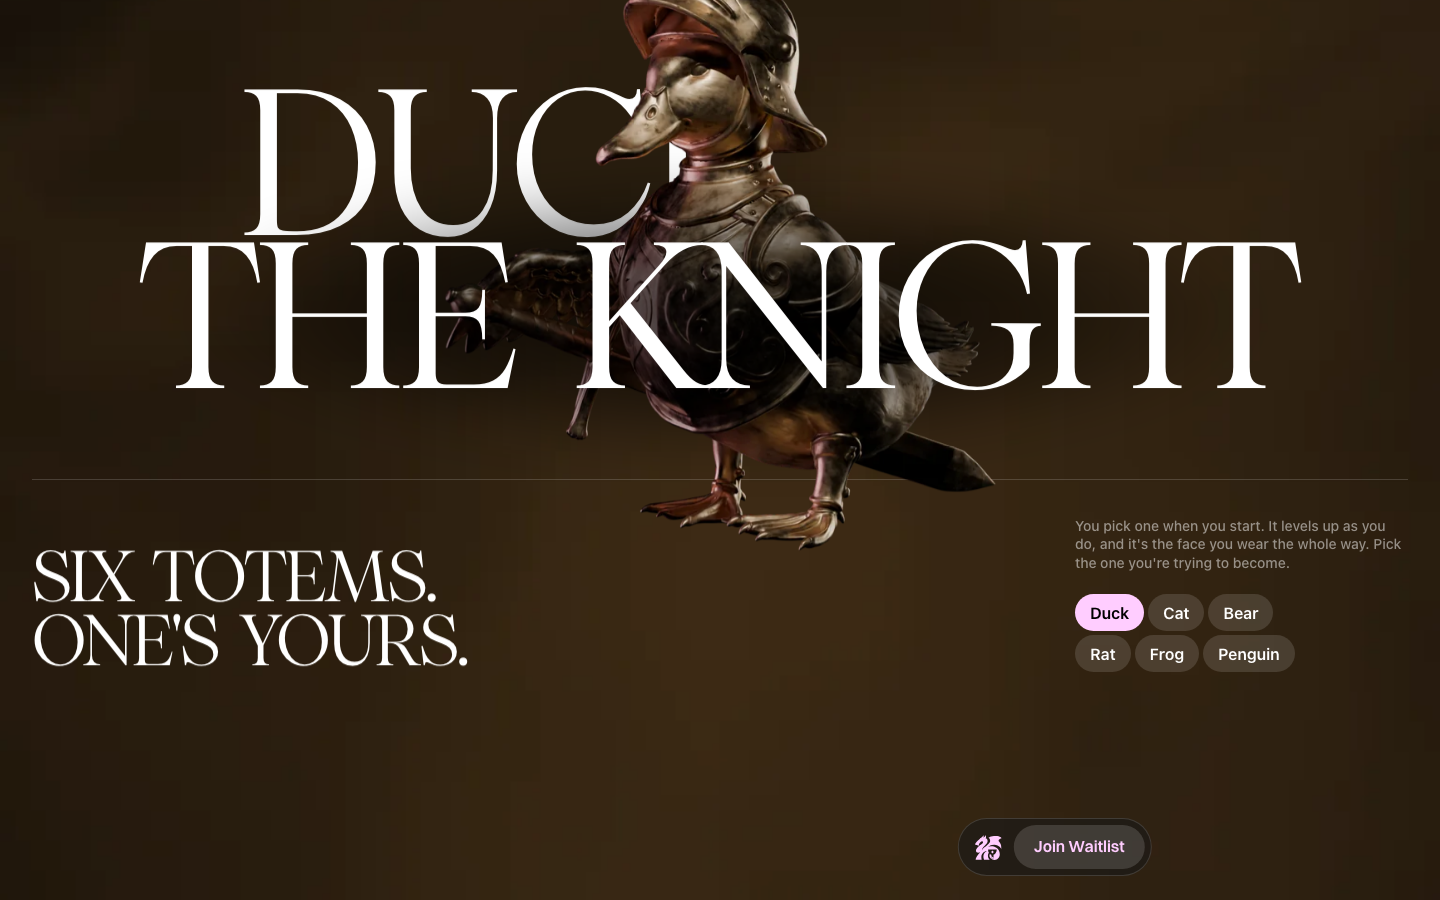 DUC
THE KNIGHT
SIX TOTEMS.
ONE'S YOURS.
You pick one when you start. It levels up as you
do, and it's the face you wear the whole way. Pick
the one you're trying to become.
Duck Cat Bear
Rat Frog Penguin
Join Waitlist